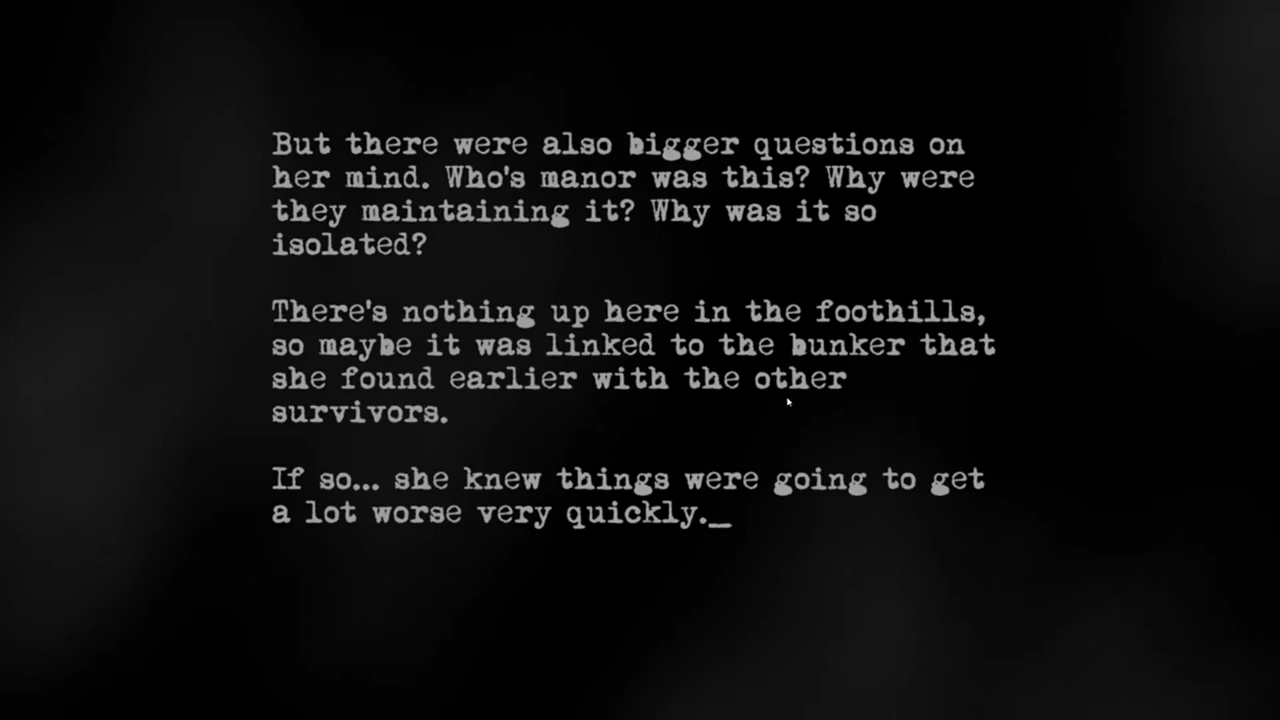 But there were also bigger questions on
her mind. Who's manor was this? Why were
they maintaining it? Why was it so
isolated?
There's nothing up here in the foothills,
so maybe it was linked to the bunker that
she found earlier with the other
survivors.
If so... she knew things were going to get
a lot worse very quickly._